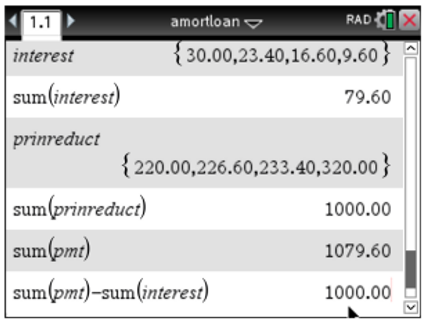 1.1 amortloan RAD
interest {30.00,23.40,16.60,9.60}
sum(interest) 79.60
prinreduct
{220.00,226.60,233.40,320.00}
sum(prinreduct) 1000.00
sum(pmt) 1079.60
sum(pmt)−sum(interest) 1000.00